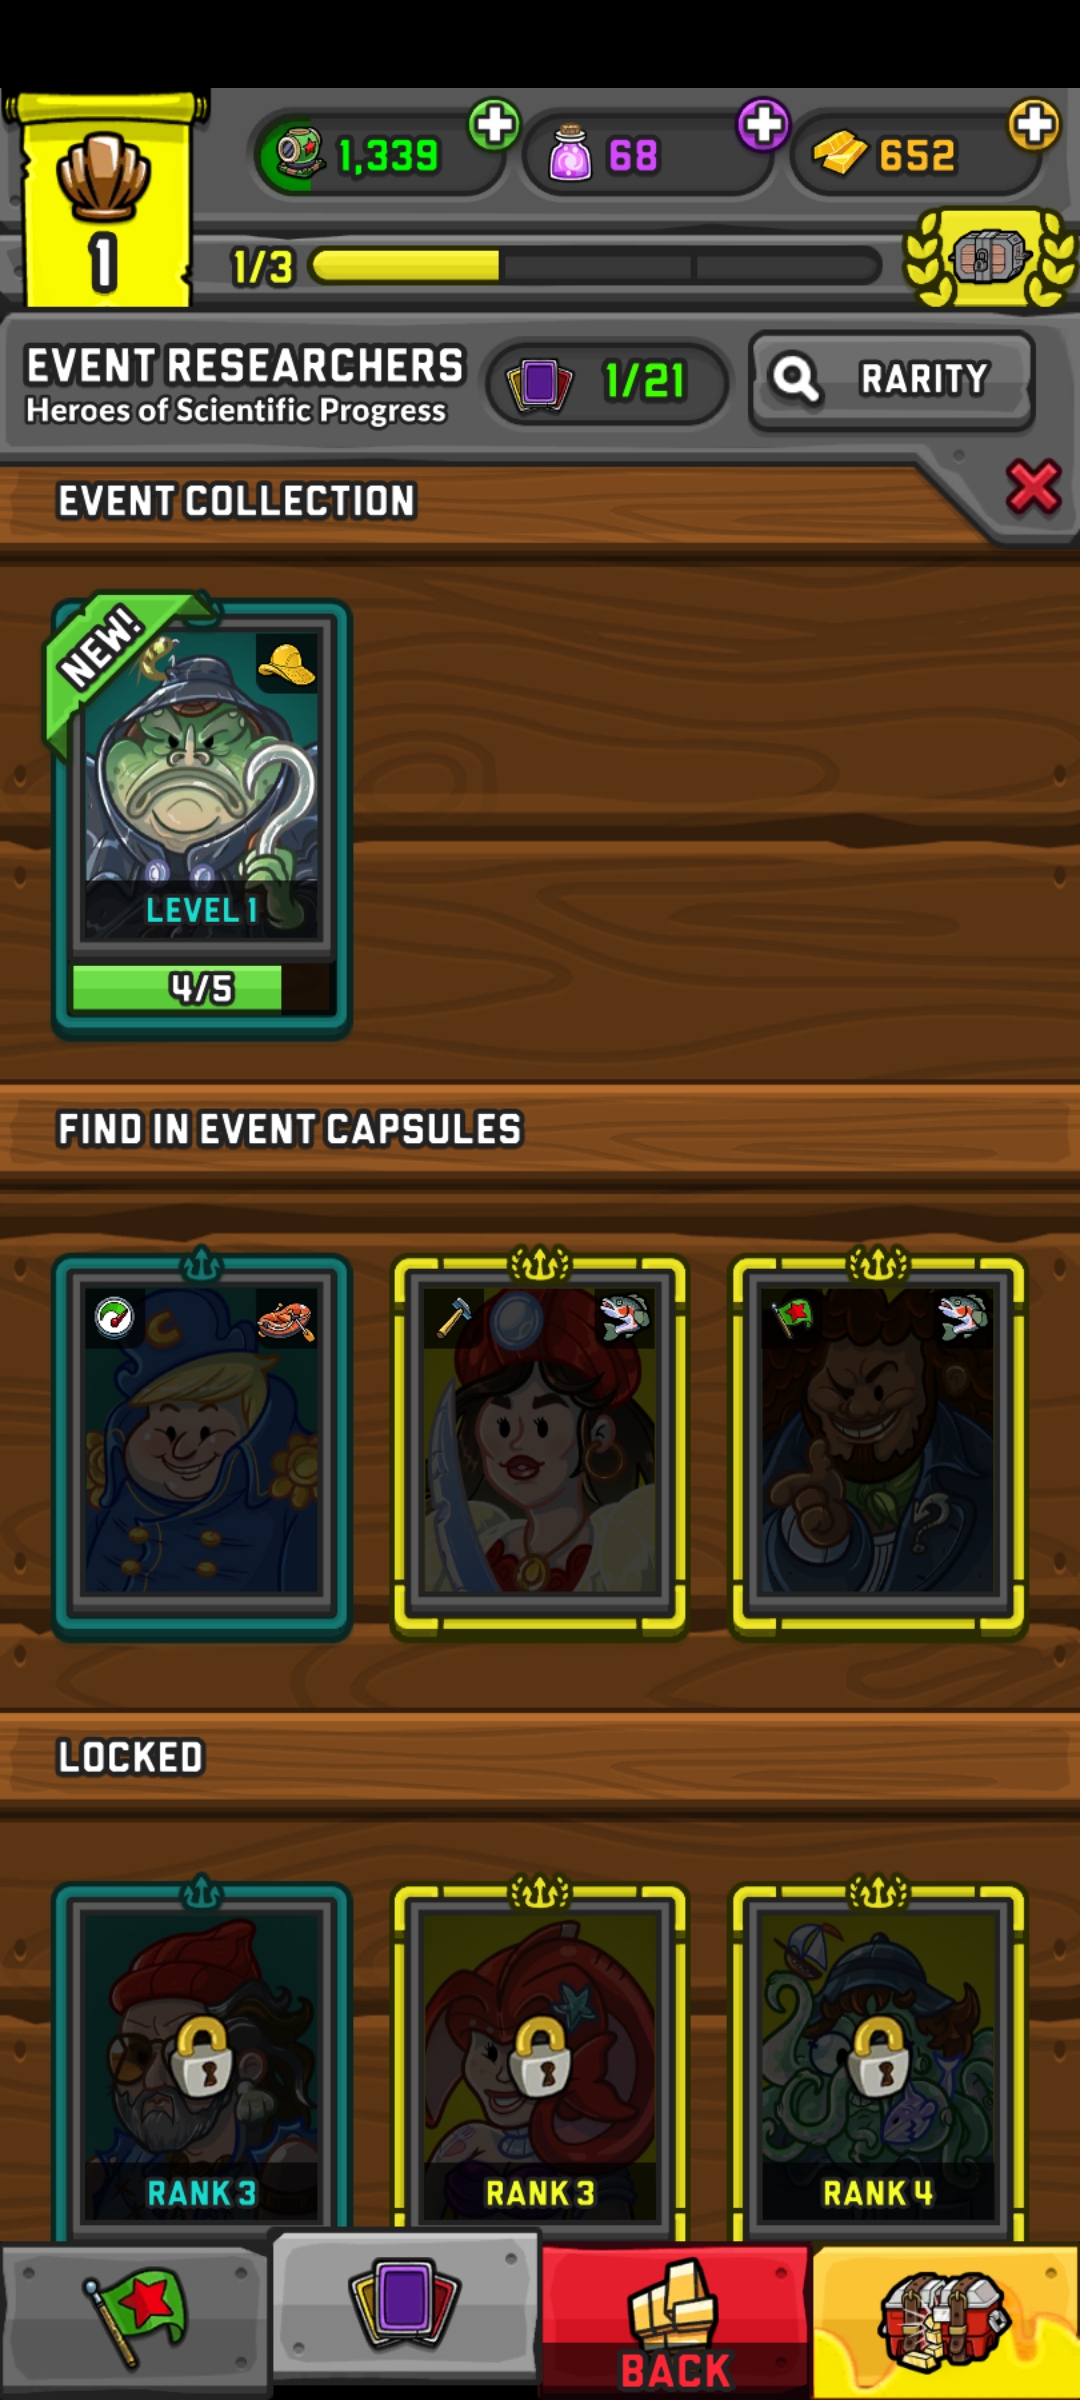 1,339
68
652
1
1/3
EVENT RESEARCHERS
Heroes of Scientific Progress
1/21
RARITY
EVENT COLLECTION
NEW!
LEVEL 1
4/5
FIND IN EVENT CAPSULES
LOCKED
RANK 3
RANK 3
RANK 4
BACK